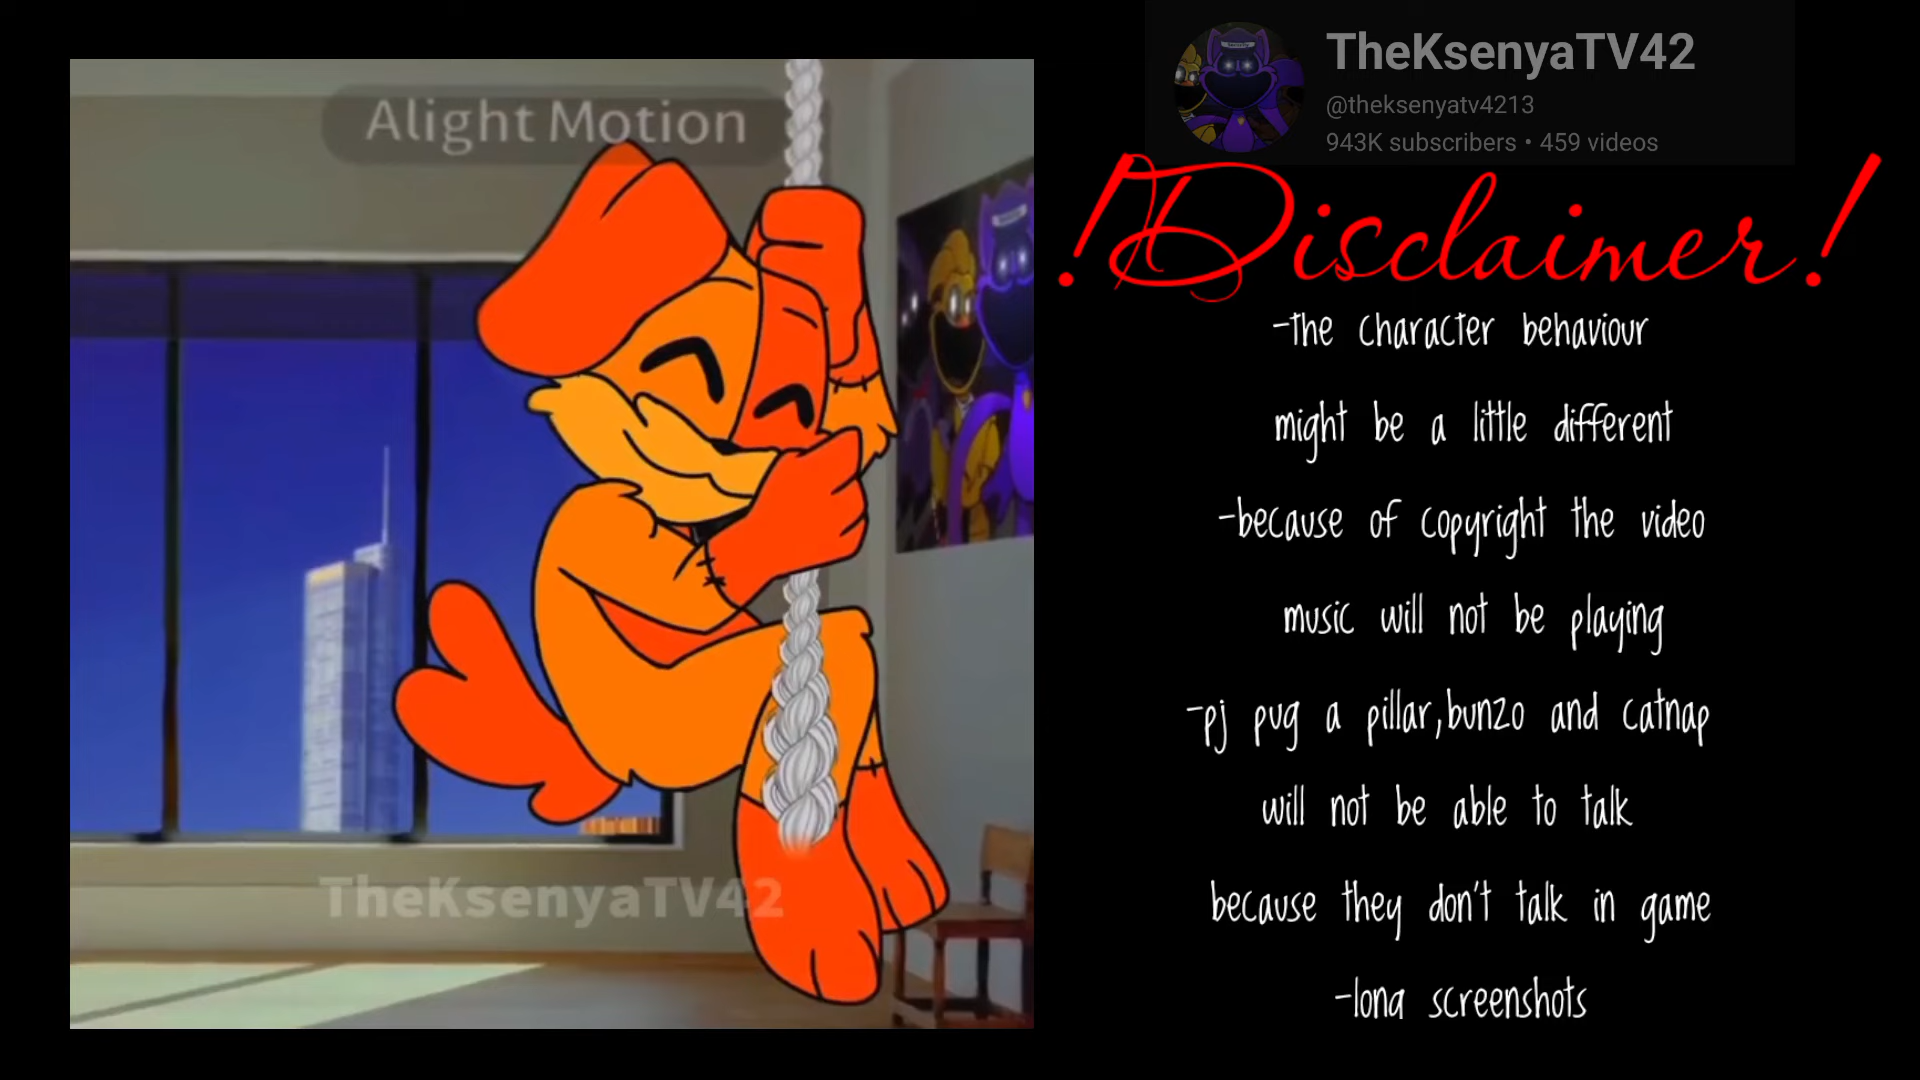 Alight Motion
TheKsenyaTV42
TheKsenyaTV42
@theksenyatv4213
943K subscribers • 459 videos
!Disclaimer!
-The character behaviour
might be a little different
-because of copyright the video
music will not be playing
-pj pug a pillar,bunzo and catnap
will not be able to talk
because they don't talk in game
-long screenshots